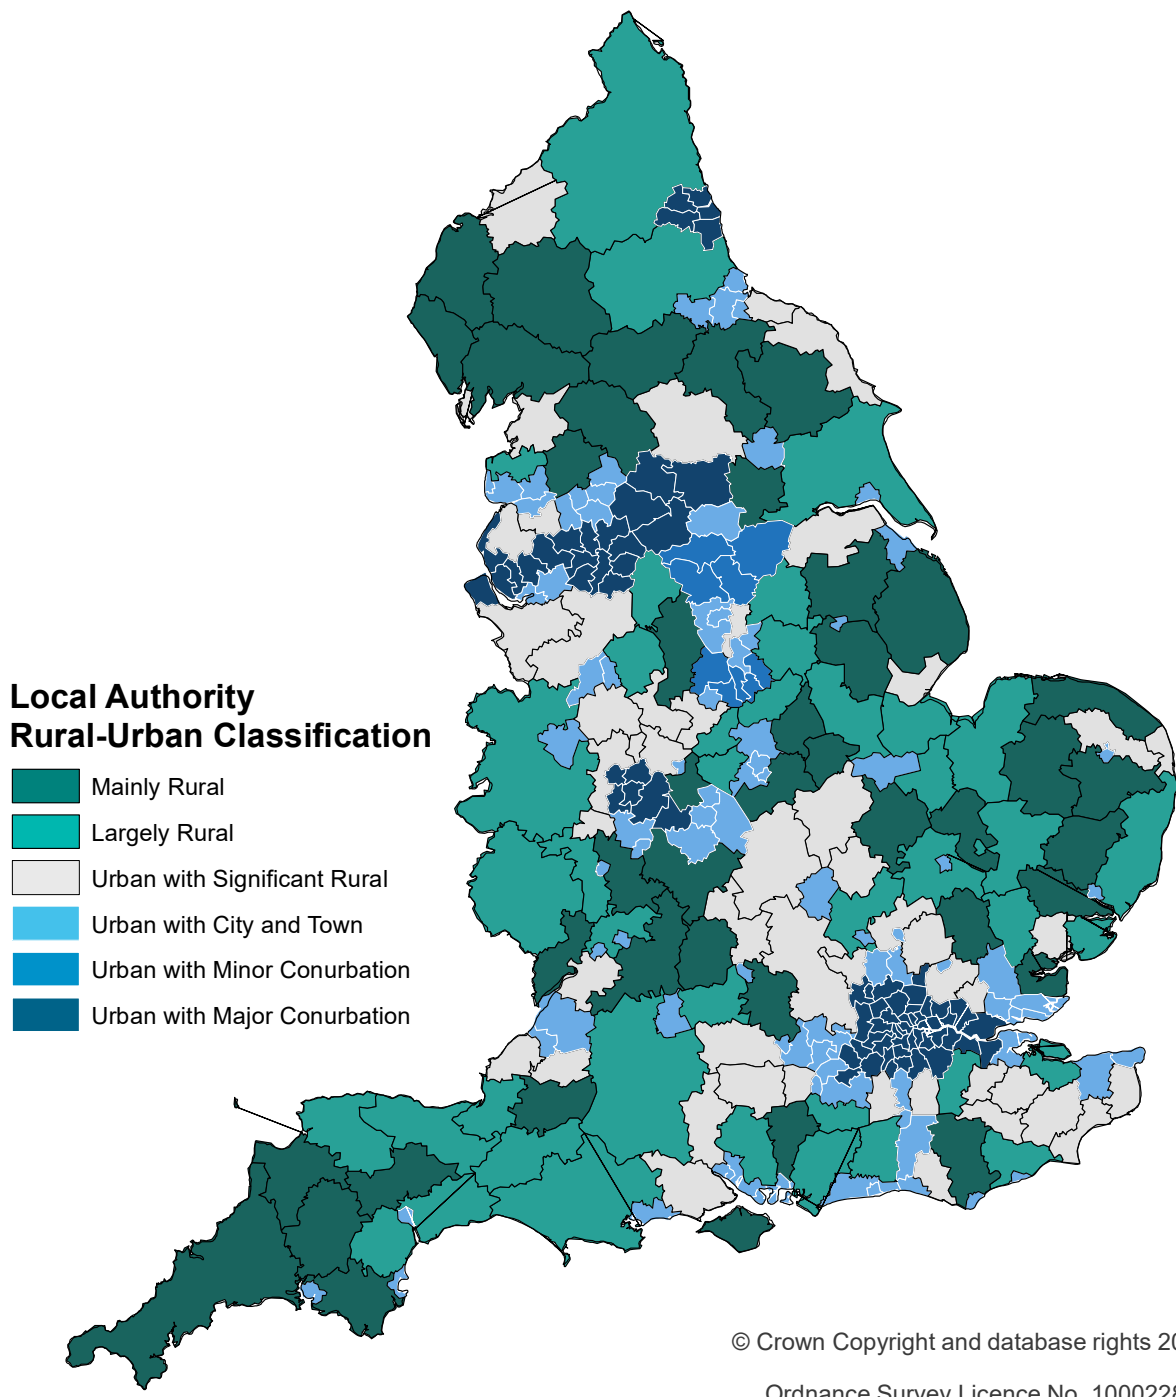 Local Authority
Rural-Urban Classification
Mainly Rural
Largely Rural
Urban with Significant Rural
Urban with City and Town
Urban with Minor Conurbation
Urban with Major Conurbation
© Crown Copyright and database rights
Ordnance Survey Licence No.